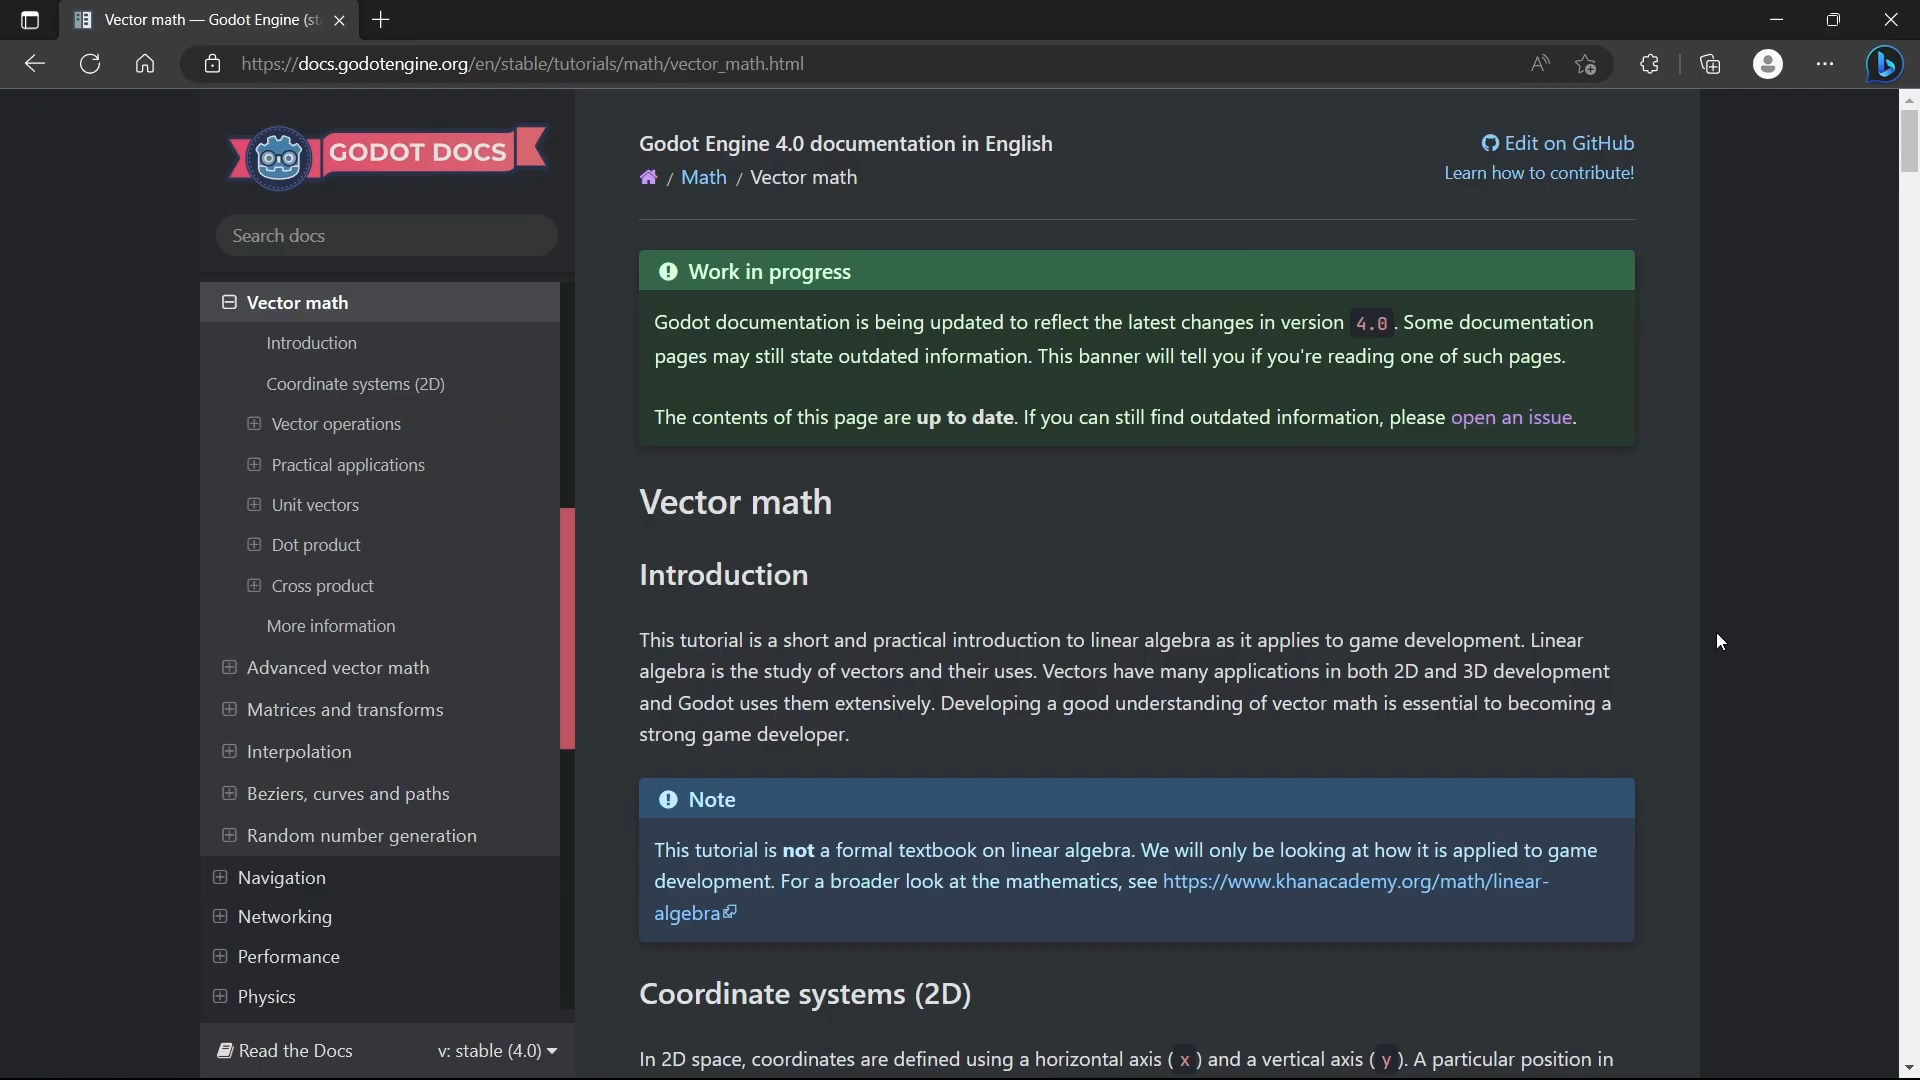 Vector math — Godot Engine (st
https://docs.godotengine.org/en/stable/tutorials/math/vector_math.html
GODOT DOCS
Search docs
Vector math
Introduction
Coordinate systems (2D)
Vector operations
Practical applications
Unit vectors
Dot product
Cross product
More information
Advanced vector math
Matrices and transforms
Interpolation
Beziers, curves and paths
Random number generation
Navigation
Networking
Performance
Physics
Read the Docs
v: stable (4.0)
Godot Engine 4.0 documentation in English
Edit on GitHub
/ Math / Vector math
Learn how to contribute!
Work in progress
Godot documentation is being updated to reflect the latest changes in version 4.0. Some documentation
pages may still state outdated information. This banner will tell you if you're reading one of such pages.
The contents of this page are up to date. If you can still find outdated information, please open an issue.
Vector math
Introduction
This tutorial is a short and practical introduction to linear algebra as it applies to game development. Linear
algebra is the study of vectors and their uses. Vectors have many applications in both 2D and 3D development
and Godot uses them extensively. Developing a good understanding of vector math is essential to becoming a
strong game developer.
Note
This tutorial is not a formal textbook on linear algebra. We will only be looking at how it is applied to game
development. For a broader look at the mathematics, see https://www.khanacademy.org/math/linear-
algebra
Coordinate systems (2D)
In 2D space, coordinates are defined using a horizontal axis (x) and a vertical axis (y). A particular position in